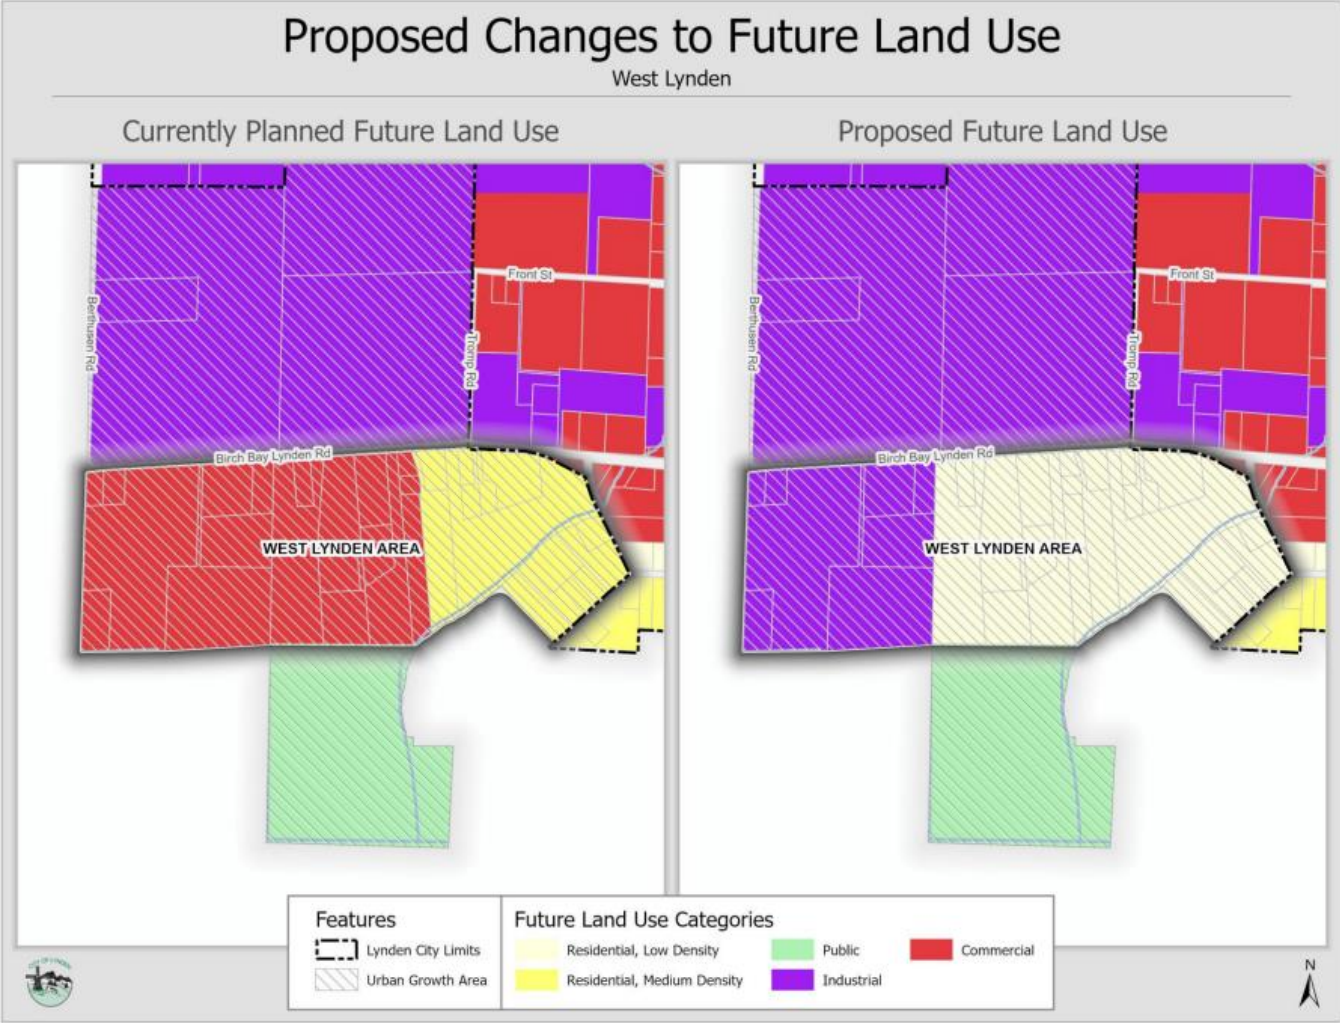 Proposed Changes to Future Land Use
West Lynden
Currently Planned Future Land Use
Proposed Future Land Use
Front St
Berthusen Rd
Tromp Rd
Birch Bay Lynden Rd
WEST LYNDEN AREA
Front St
Berthusen Rd
Tromp Rd
Birch Bay Lynden Rd
WEST LYNDEN AREA
Features
Lynden City Limits
Urban Growth Area
Future Land Use Categories
Residential, Low Density
Public
Commercial
Residential, Medium Density
Industrial
CITY OF LYNDEN
N